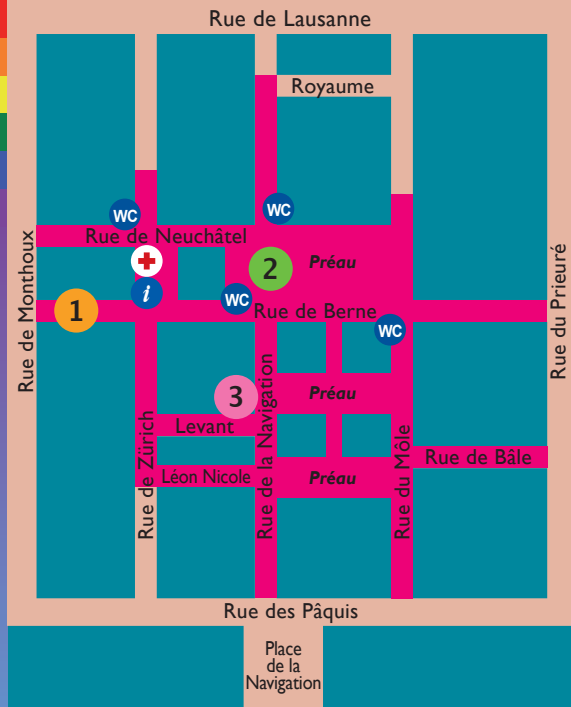 Rue de Lausanne
Royaume
WC
WC
Rue de Neuchâtel
Préau
2
i
WC
1
Rue de Berne
WC
Rue de Monthoux
Rue du Prieuré
3
Préau
Levant
Rue de Zürich
Rue de la Navigation
Rue du Môle
Rue de Bâle
Léon Nicole
Préau
Rue des Pâquis
Place
de la
Navigation